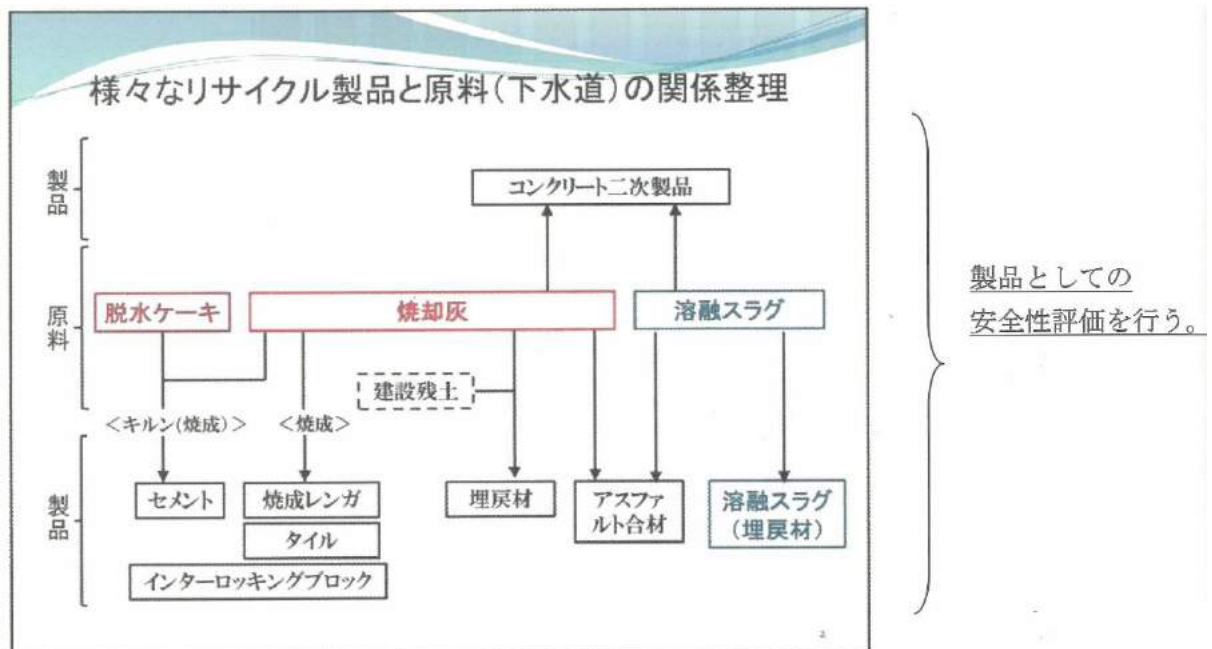 様々なリサイクル製品と原料(下水道)の関係整理
製品
コンクリート二次製品
原料
脱水ケーキ
焼却灰
溶融スラグ
建設残土
<キルン(焼成)>
<焼成>
製品
セメント
焼成レンガ
タイル
インターロッキングブロック
埋戻材
アスファ
ルト合材
溶融スラグ
(埋戻材)
2
製品としての
安全性評価を行う。